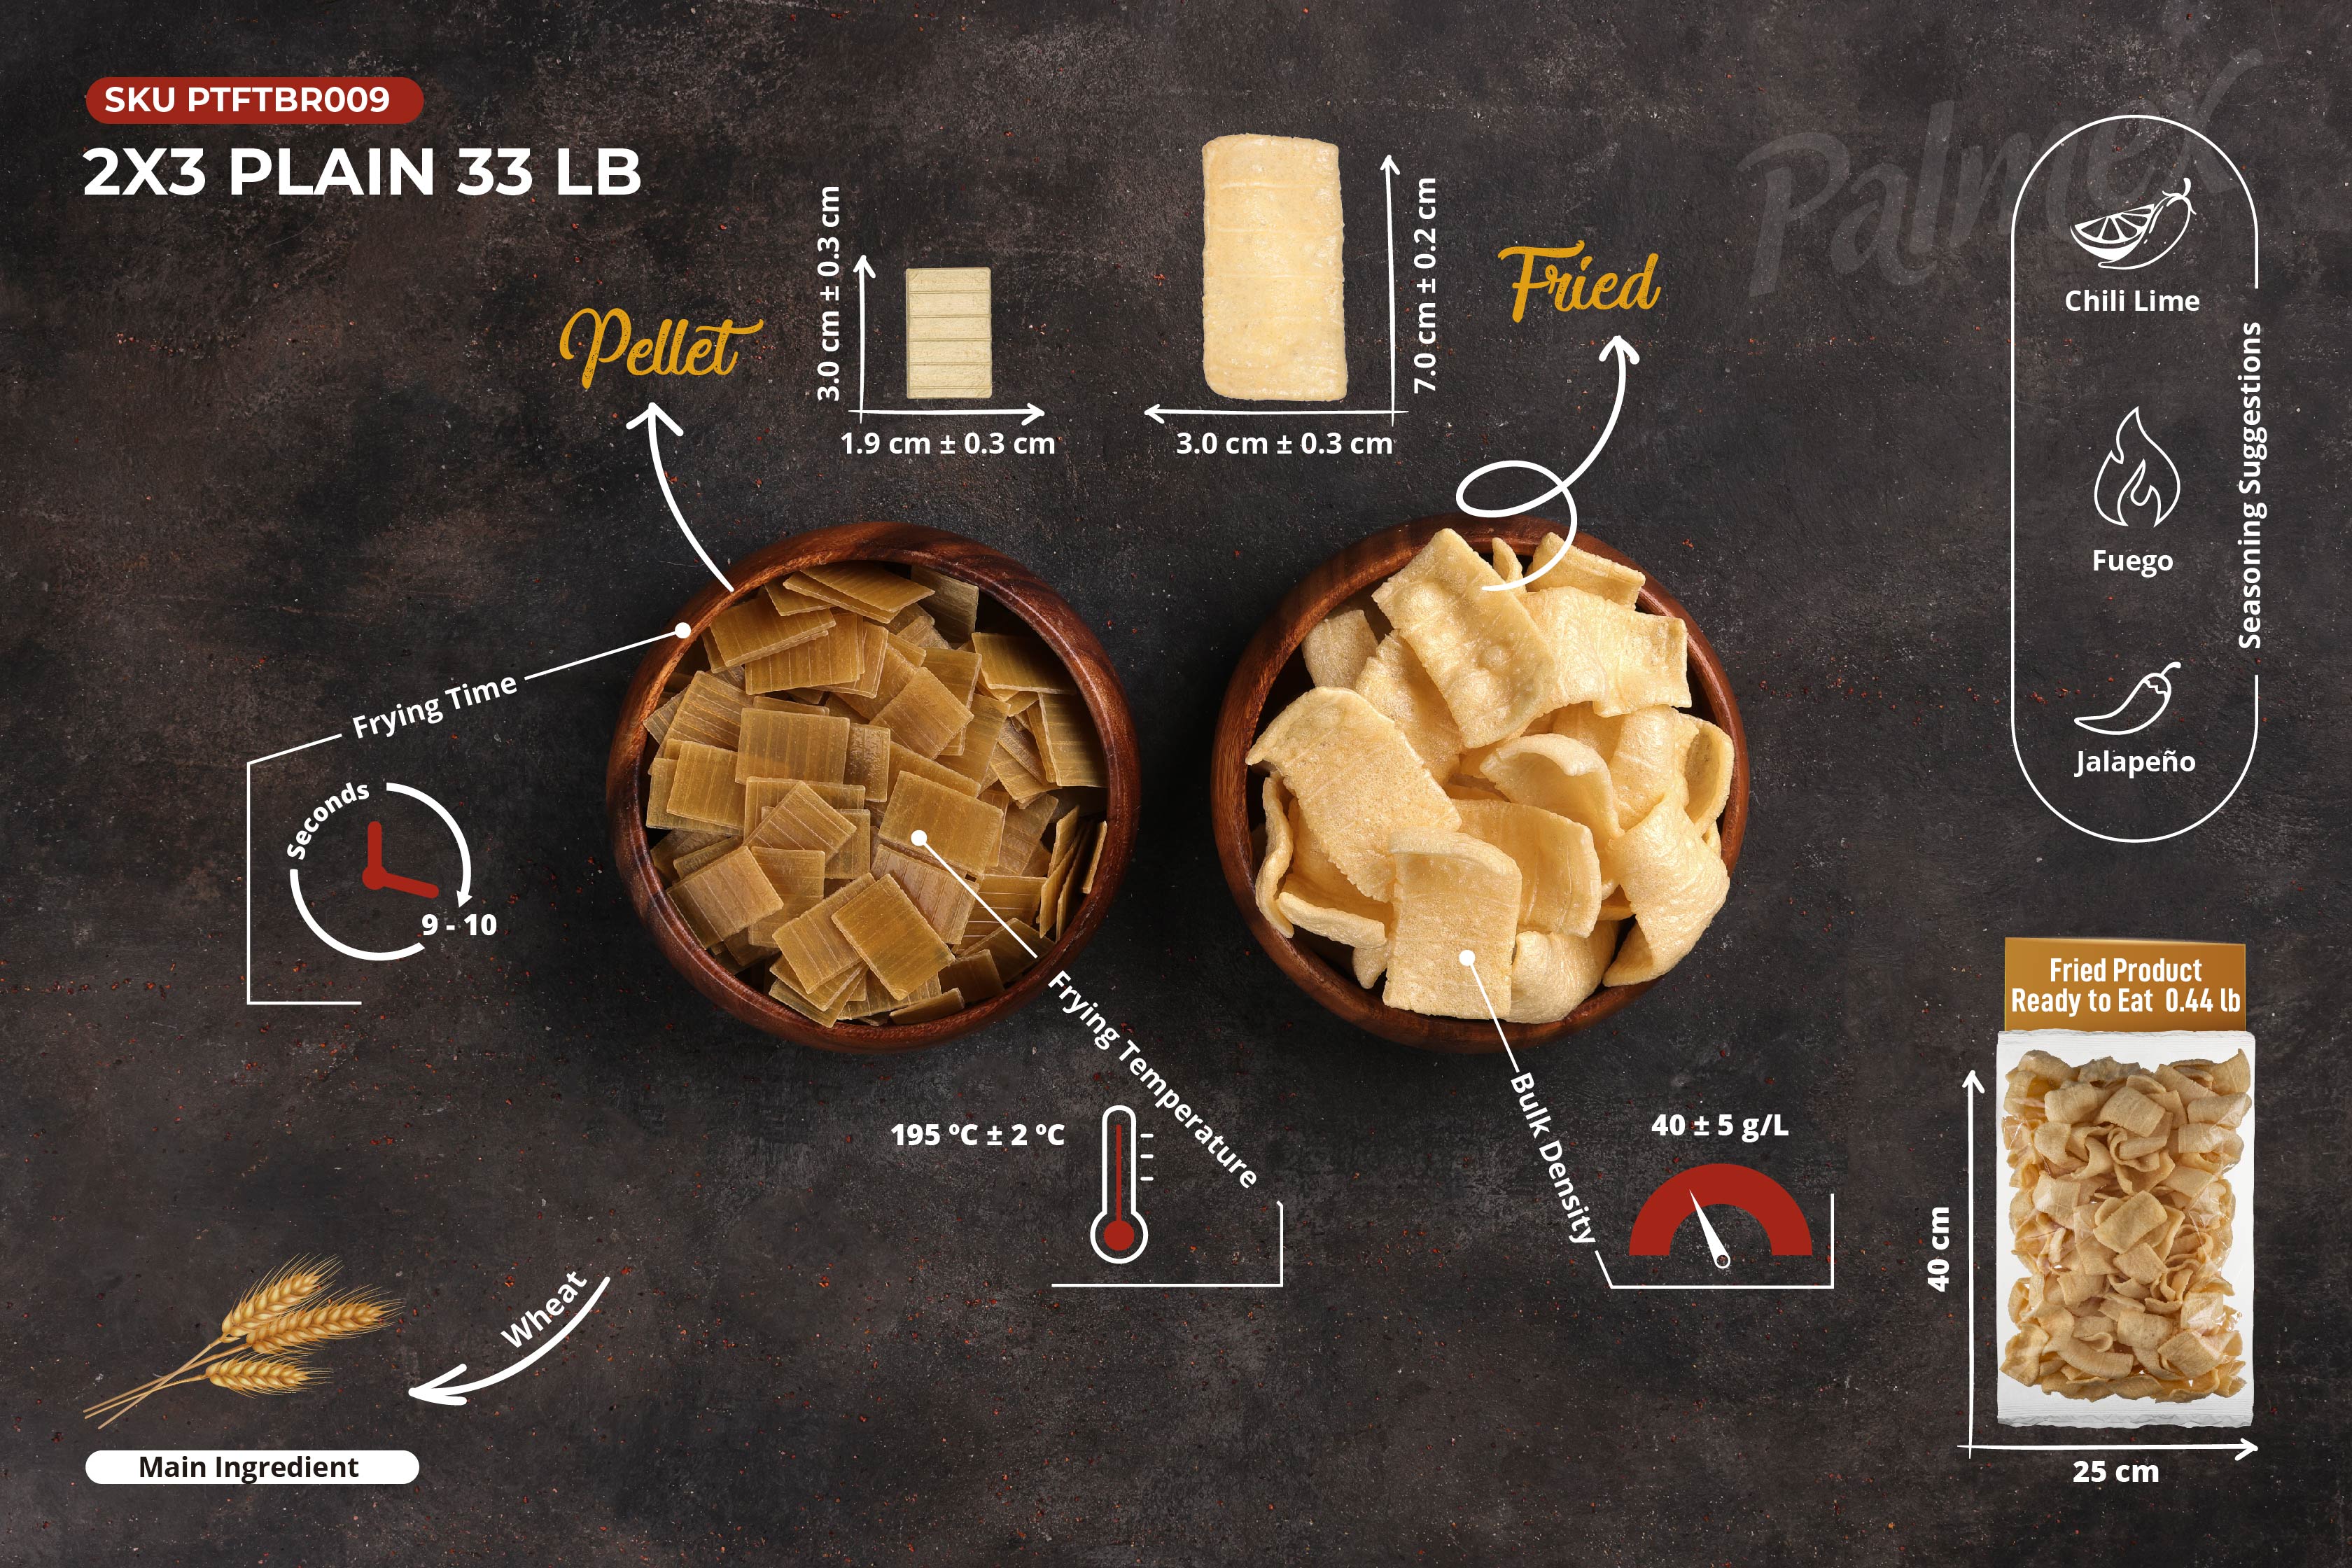 SKU PTFTBR009
2X3 PLAIN 33 LB
Palmex
Pellet
3.0 cm ± 0.3 cm
1.9 cm ± 0.3 cm
Fried
7.0 cm ± 0.2 cm
3.0 cm ± 0.3 cm
Chili Lime
Fuego
Jalapeño
Seasoning Suggestions
Frying Time
Seconds
9 - 10
Frying Temperature
195 ºC ± 2 ºC
Bulk Density
40 ± 5 g/L
Fried Product
Ready to Eat 0.44 lb
40 cm
25 cm
Wheat
Main Ingredient